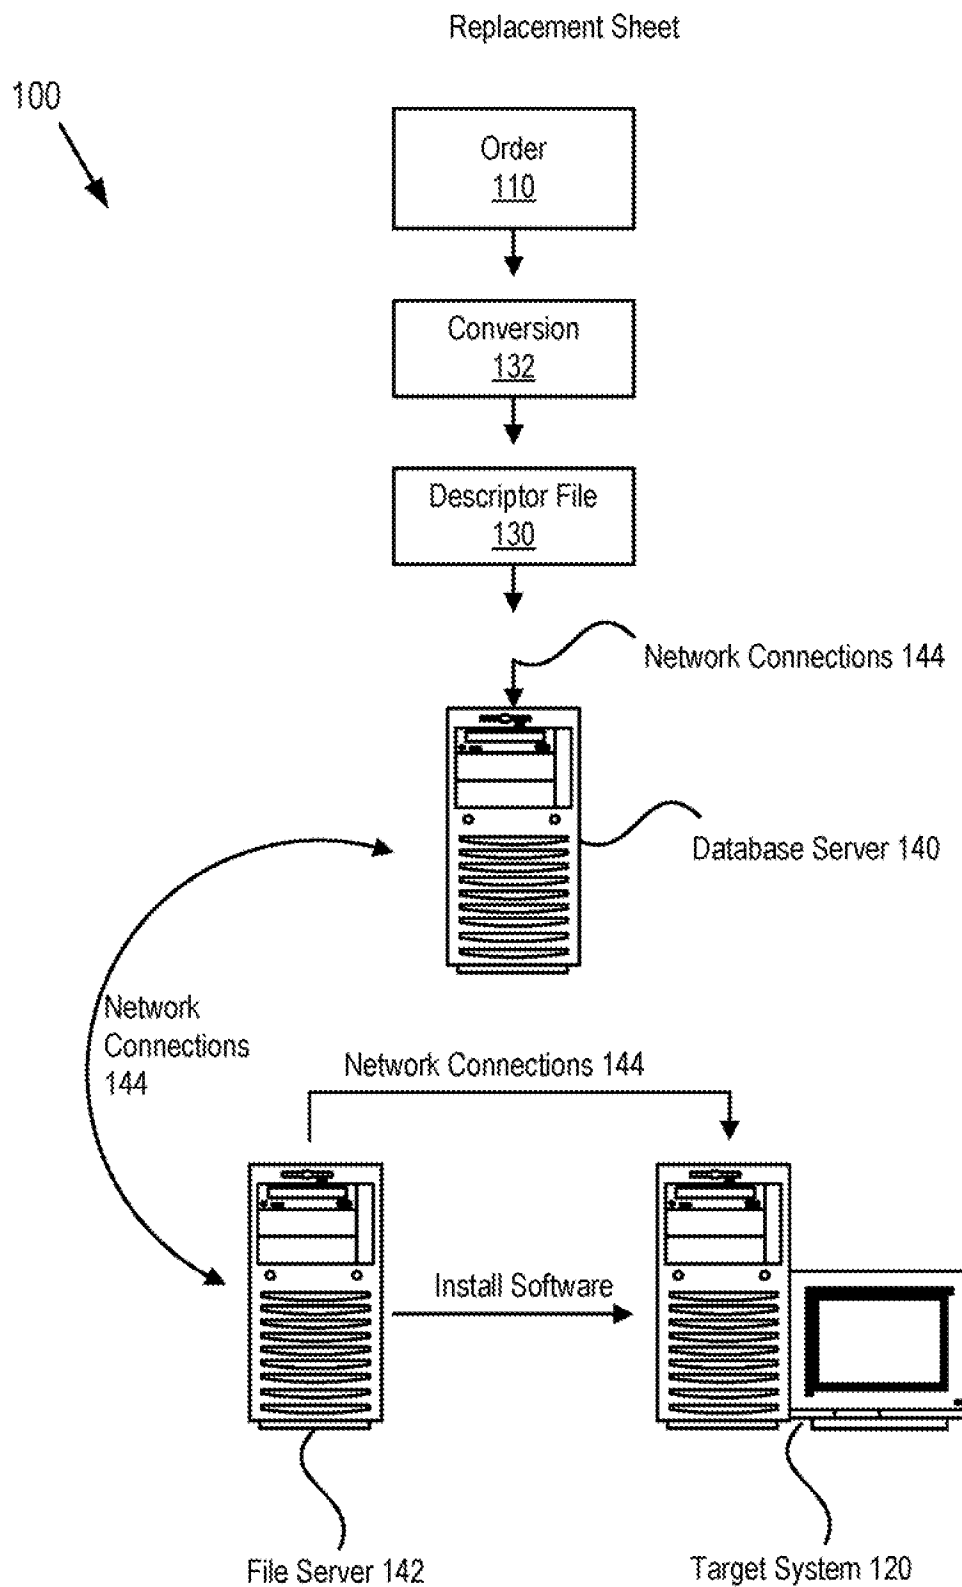 Replacement Sheet
100
Order
110
Conversion
132
Descriptor File
130
Network Connections 144
Database Server 140
Network
Connections
144
Network Connections 144
Install Software
File Server 142
Target System 120